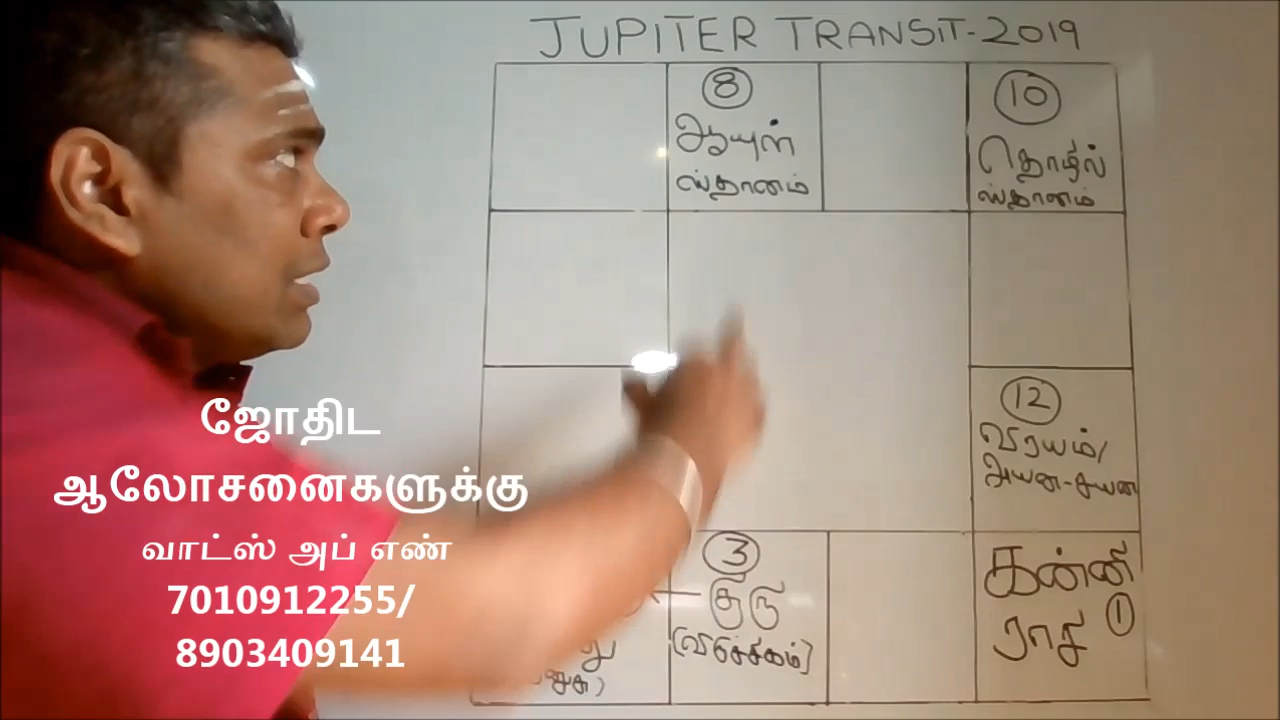 JUPITER TRANSIT-2019
8
ஆயுள்
ஸ்தானம்
10
தொழில்
ஸ்தானம்
12
விரயம்/
அயன-சயன
3
குரு
(விருச்சிகம்)
கன்னி
ராசி 1
ஜோதிட
ஆலோசனைகளுக்கு
வாட்ஸ் அப் எண்
7010912255/
8903409141